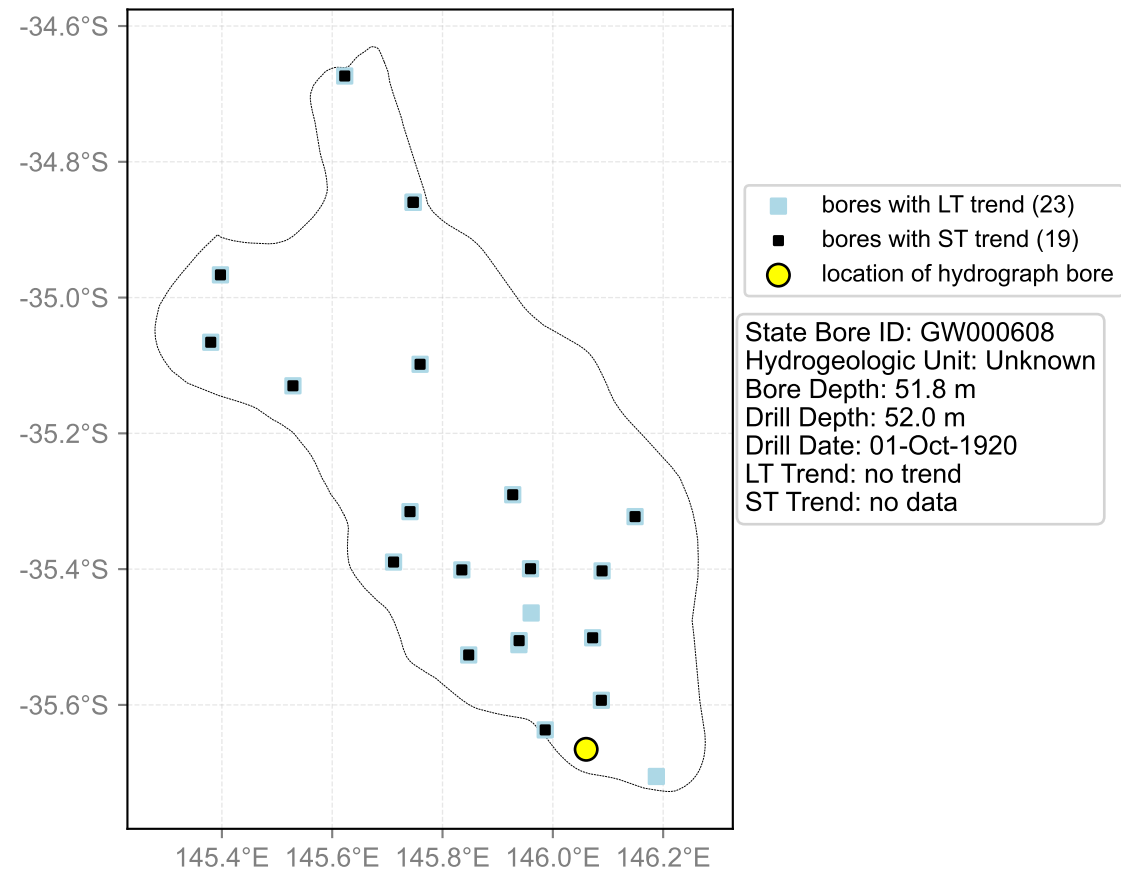 -34.6°S
-34.8°S
-35.0°S
-35.2°S
-35.4°S
-35.6°S
145.4°E 145.6°E 145.8°E 146.0°E 146.2°E
bores with LT trend (23)
bores with ST trend (19)
location of hydrograph bore
State Bore ID: GW000608
Hydrogeologic Unit: Unknown
Bore Depth: 51.8 m
Drill Depth: 52.0 m
Drill Date: 01-Oct-1920
LT Trend: no trend
ST Trend: no data